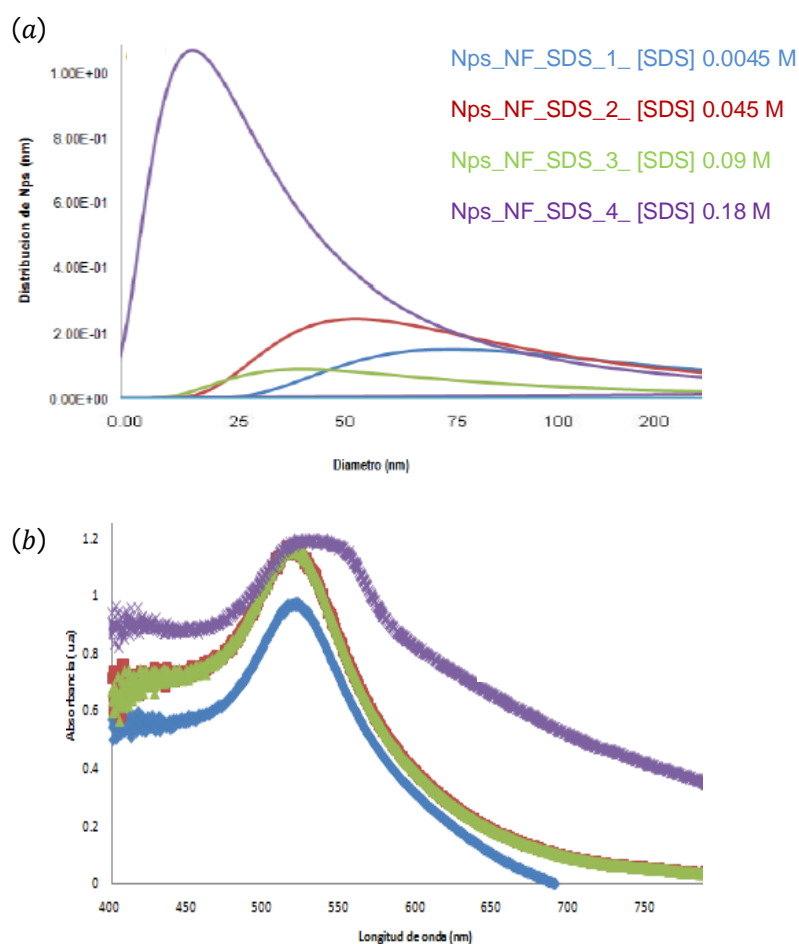 (a)
Distribucion de Nps (nm)
1.00E+00
8.00E-01
6.00E-01
4.00E-01
2.00E-01
0.00E+00
0.00 25 50 75 100 200
Diametro (nm)
Nps_NF_SDS_1_ [SDS] 0.0045 M
Nps_NF_SDS_2_ [SDS] 0.045 M
Nps_NF_SDS_3_ [SDS] 0.09 M
Nps_NF_SDS_4_ [SDS] 0.18 M
(b)
Absorbancia (u.a)
1.2
1
0.8
0.6
0.4
0.2
0
400 450 500 550 600 650 700 750
Longitud de onda (nm)